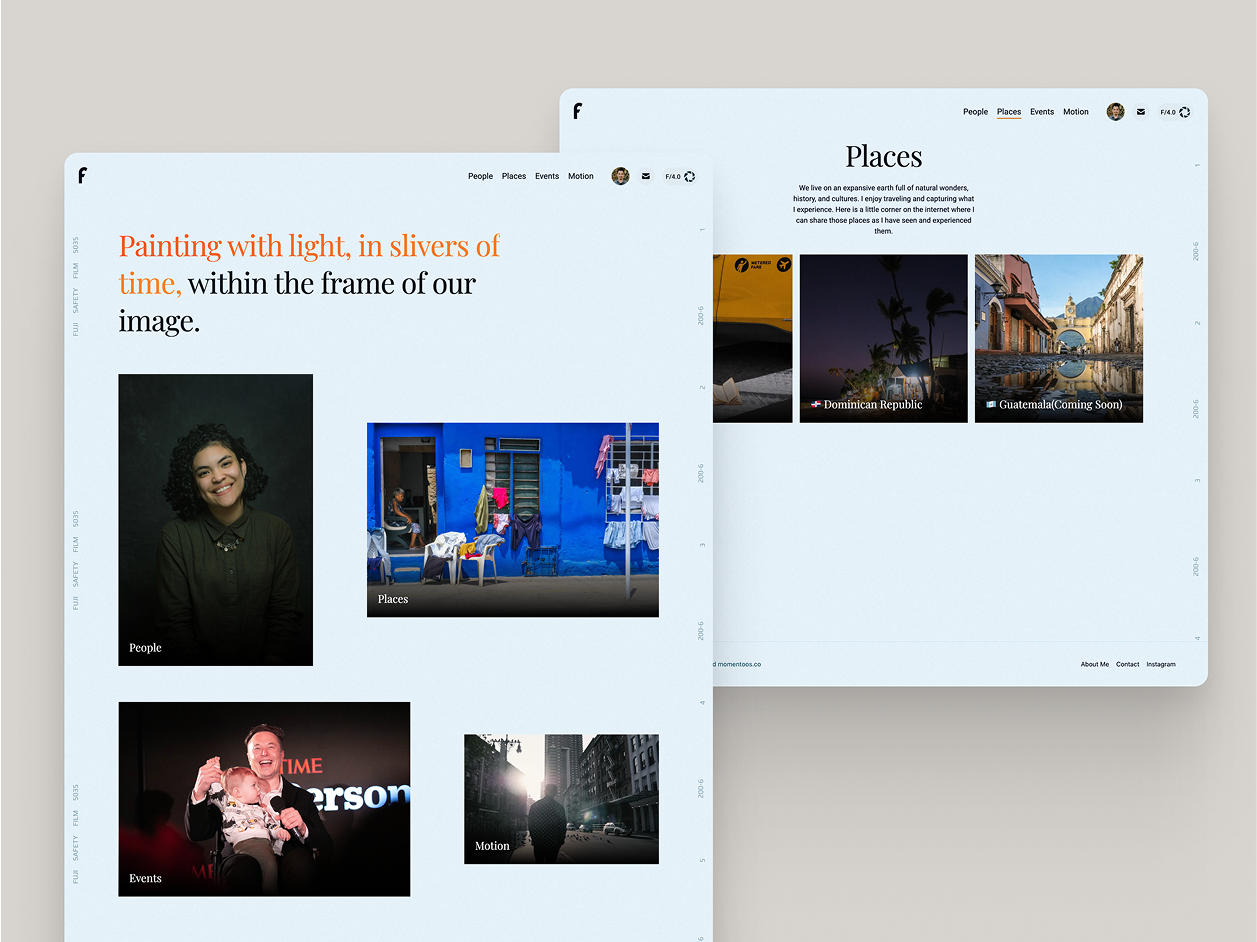 F
People Places Events Motion
F/4.0
Painting with light, in slivers of
time, within the frame of our
image.
FUJI SAFETY FILM 5035
FUJI SAFETY FILM 5035
FUJI SAFETY FILM 5035
1
200-6
2
200-6
3
200-6
4
200-6
5
6
People
Places
TIME
erson
Events
Motion
F
People Places Events Motion
F/4.0
Places
We live on an expansive earth full of natural wonders,
history, and cultures. I enjoy traveling and capturing what
I experience. Here is a little corner on the internet where I
can share those places as I have seen and experienced
them.
METERED
FARE
Dominican Republic
Guatemala(Coming Soon)
1
200-6
2
200-6
3
200-6
4
d momentoos.co
About Me Contact Instagram